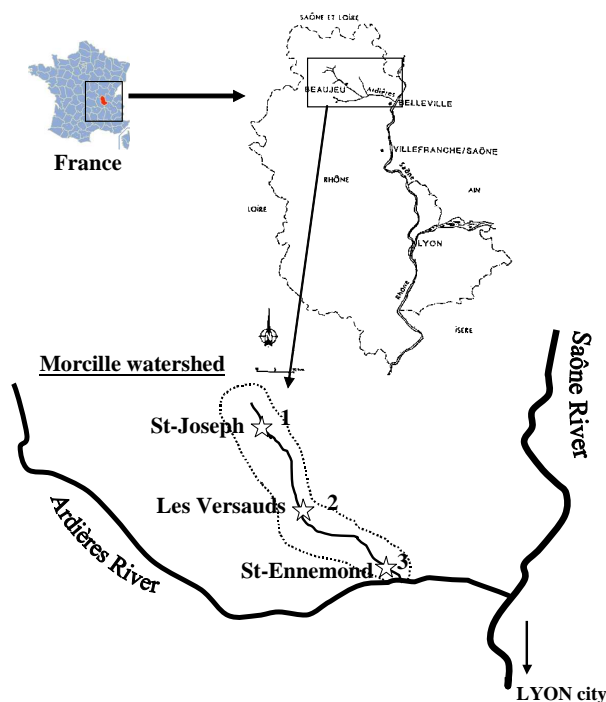 SAÔNE ET LOIRE
BEAUJEU
Ardières
BELLEVILLE
France
VILLEFRANCHE/SAÔNE
Saône
RHÔNE
AIN
LOIRE
LYON
Rhône
ISERE
Morcille watershed
Saône River
1
St-Joseph
Les Versauds
2
Ardières River
3
St-Ennemond
LYON city